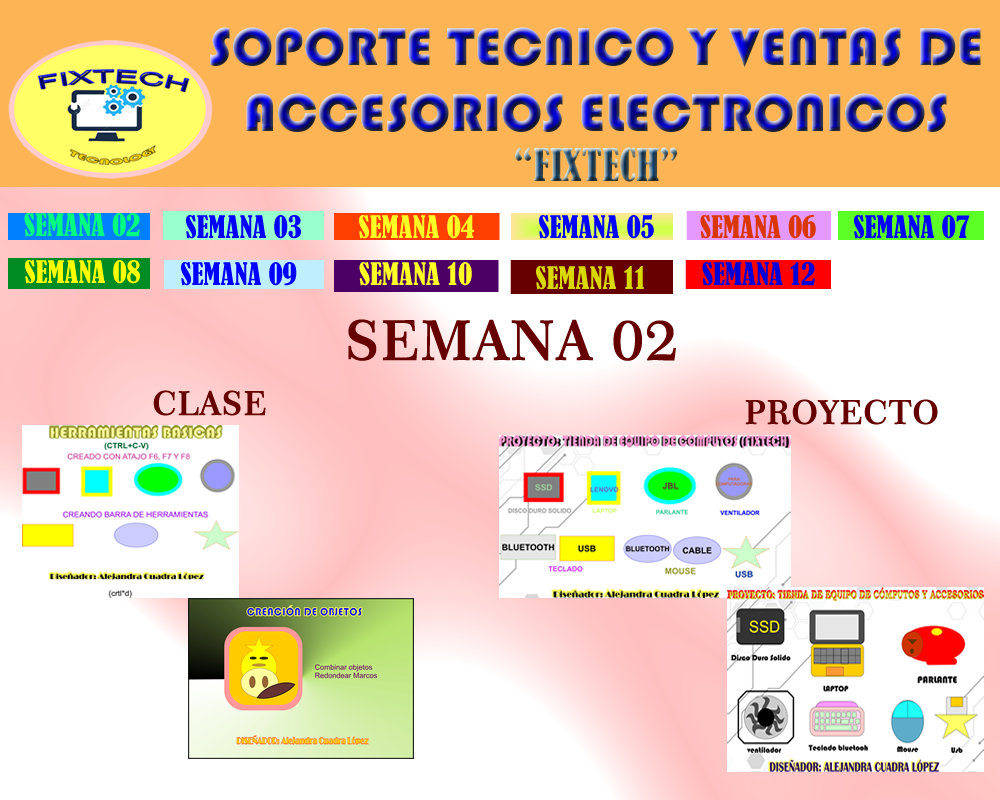 SOPORTE TECNICO Y VENTAS DE
ACCESORIOS ELECTRONICOS
“FIXTECH”
FIXTECH
TECNOLOGY
SEMANA 02
SEMANA 03
SEMANA 04
SEMANA 05
SEMANA 06
SEMANA 07
SEMANA 08
SEMANA 09
SEMANA 10
SEMANA 11
SEMANA 12
SEMANA 02
CLASE
HERRAMIENTAS BASICAS
(CTRL+C-V)
CREADO CON ATAJO F6, F7 Y F8
CREANDO BARRA DE HERRAMIENTAS
Diseñador: Alejandra Cuadra López
(crtl*d)
CREACIÓN DE OBJETOS
Combinar objetos
Redondear Marcos
DISEÑADOR: Alejandra Cuadra López
PROYECTO
PROYECTO: TIENDA DE EQUIPO DE COMPUTOS (FIXTECH)
SSD
LENOVO
JBL
DISCO DURO SOLIDO
LAPTOP
PARLANTE
VENTILADOR
BLUETOOTH
USB
BLUETOOTH
CABLE
TECLADO
MOUSE
USB
Diseñador: Alejandra Cuadra López
PROYECTO: TIENDA DE EQUIPO DE CÓMPUTOS Y ACCESORIOS
SSD
Disco Duro Solido
LAPTOP
PARLANTE
ventilador
Teclado bluetooh
Mouse
Usb
DISEÑADOR: ALEJANDRA CUADRA LÓPEZ